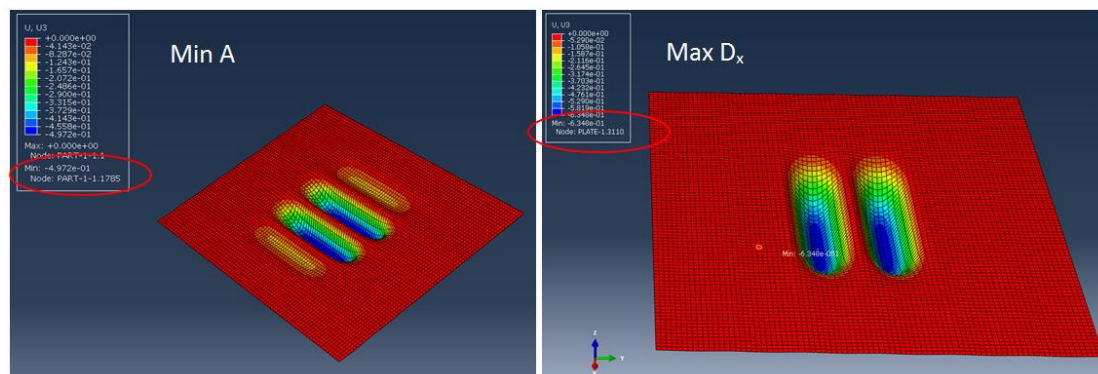 U, U3
+0.000e+00
-4.143e-02
-8.287e-02
-1.243e-01
-1.657e-01
-2.072e-01
-2.486e-01
-2.900e-01
-3.315e-01
-3.729e-01
-4.143e-01
-4.558e-01
-4.972e-01
Max: +0.000e+00
Node: PART-1-1.1
Min: -4.972e-01
Node: PART-1-1.1785
Min A
U, U3
+0.000e+00
-5.290e-02
-1.058e-01
-1.587e-01
-2.116e-01
-2.645e-01
-3.174e-01
-3.703e-01
-4.232e-01
-4.761e-01
-5.290e-01
-5.819e-01
-6.348e-01
Min: -6.348e-01
Node: PLATE-1.3110
Max Dx
Min: -6.348e-001
Z
Y